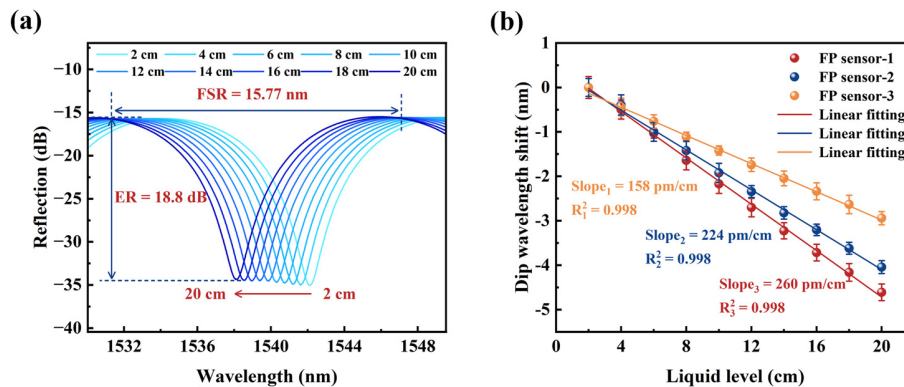 (a)
2 cm 4 cm 6 cm 8 cm 10 cm
12 cm 14 cm 16 cm 18 cm 20 cm
FSR = 15.77 nm
ER = 18.8 dB
20 cm 2 cm
−10
−15
−20
−25
−30
−35
−40
Reflection (dB)
1532 1536 1540 1544 1548
Wavelength (nm)
(b)
FP sensor-1
FP sensor-2
FP sensor-3
Linear fitting
Linear fitting
Linear fitting
Slope₁ = 158 pm/cm
R₁² = 0.998
Slope₂ = 224 pm/cm
R₂² = 0.998
Slope₃ = 260 pm/cm
R₃² = 0.998
1
0
-1
-2
-3
-4
-5
Dip wavelength shift (nm)
0 4 8 12 16 20
Liquid level (cm)